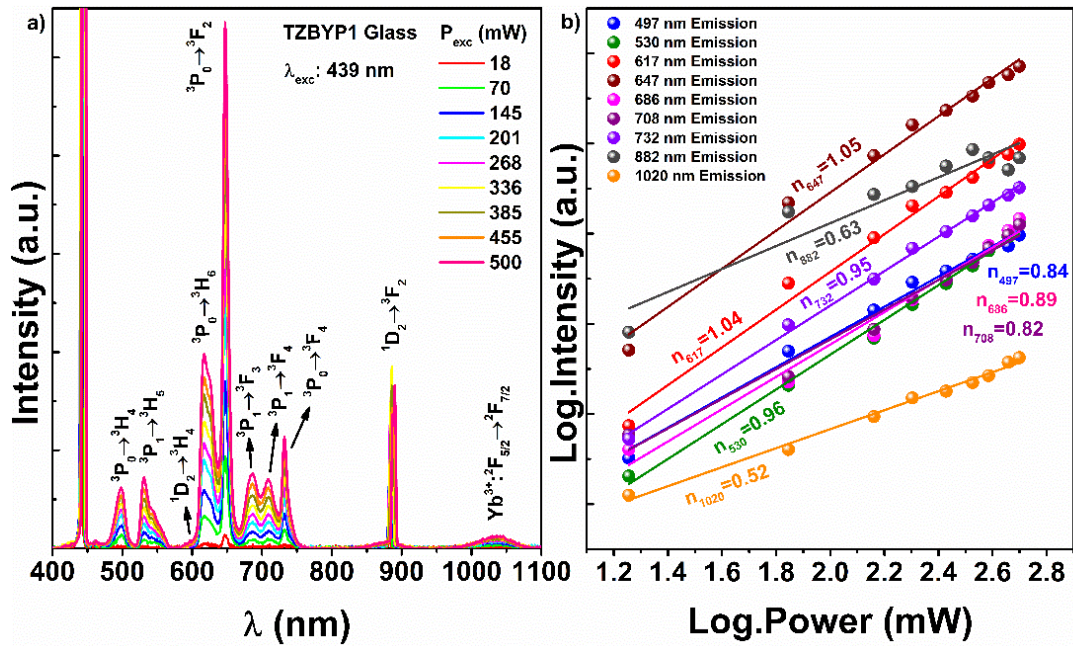 a)
TZBYP1 Glass
λexc: 439 nm
Pexc (mW)
18
70
145
201
268
336
385
455
500
³P₀→³F₂
³P₀→³H₄
³P₁→³H₅
¹D₂→³H₄
³P₀→³H₆
³P₁→³F₃
³P₁→³F₄
³P₀→³F₄
¹D₂→³F₂
Yb³⁺:²F₅/₂→²F₇/₂
Intensity (a.u.)
400 500 600 700 800 900 1000 1100
λ (nm)
b)
497 nm Emission
530 nm Emission
617 nm Emission
647 nm Emission
686 nm Emission
708 nm Emission
732 nm Emission
882 nm Emission
1020 nm Emission
n₆₄₇=1.05
n₈₈₂=0.63
n₇₃₂=0.95
n₆₁₇=1.04
n₄₉₇=0.84
n₆₈₆=0.89
n₇₀₈=0.82
n₅₃₀=0.96
n₁₀₂₀=0.52
Log.Intensity (a.u.)
1.2 1.4 1.6 1.8 2.0 2.2 2.4 2.6 2.8
Log.Power (mW)